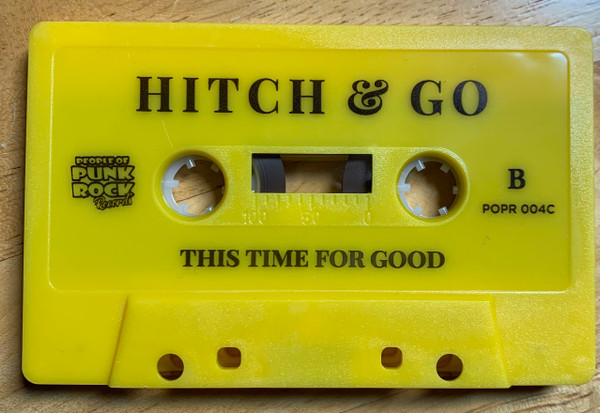 HITCH & GO
PEOPLE OF
PUNK
ROCK
Records
B
POPR 004C
100 50 0
THIS TIME FOR GOOD